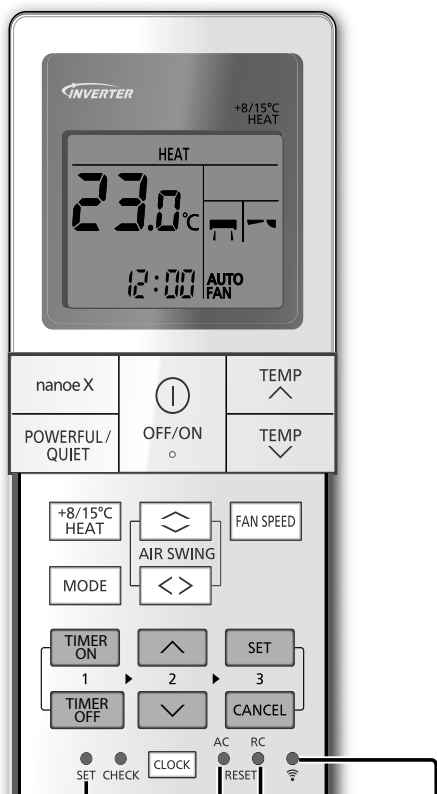 INVERTER
+8/15°C
HEAT
HEAT
23.0°C
12:00 AUTO
FAN
nanoe X
OFF/ON
TEMP
POWERFUL/
QUIET
TEMP
+8/15°C
HEAT
AIR SWING
FAN SPEED
MODE
TIMER
ON
SET
1 2 3
TIMER
OFF
CANCEL
AC RC
SET CHECK CLOCK RESET